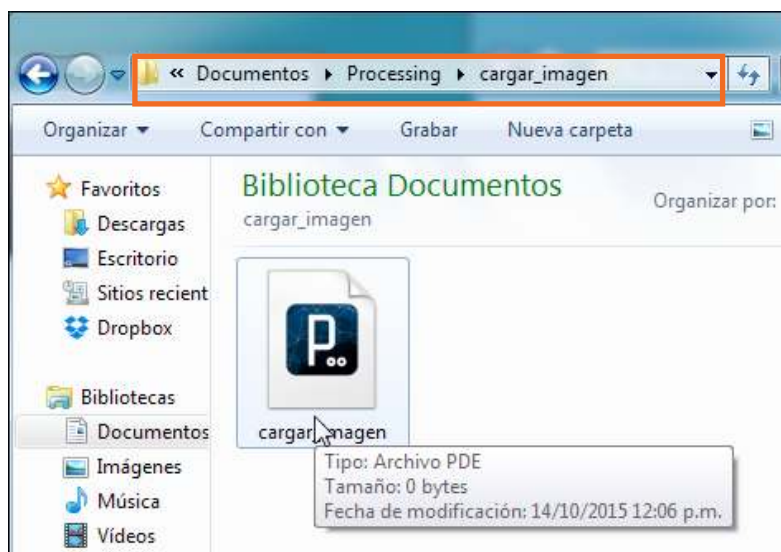 « Documentos ▸ Processing ▸ cargar_imagen
Organizar ▾ Compartir con ▾ Grabar Nueva carpeta
Favoritos
Descargas
Escritorio
Sitios recient
Dropbox
Bibliotecas
Documentos
Imágenes
Música
Vídeos
Biblioteca Documentos
cargar_imagen
Organizar por:
P
cargar_imagen
Tipo: Archivo PDE
Tamaño: 0 bytes
Fecha de modificación: 14/10/2015 12:06 p.m.